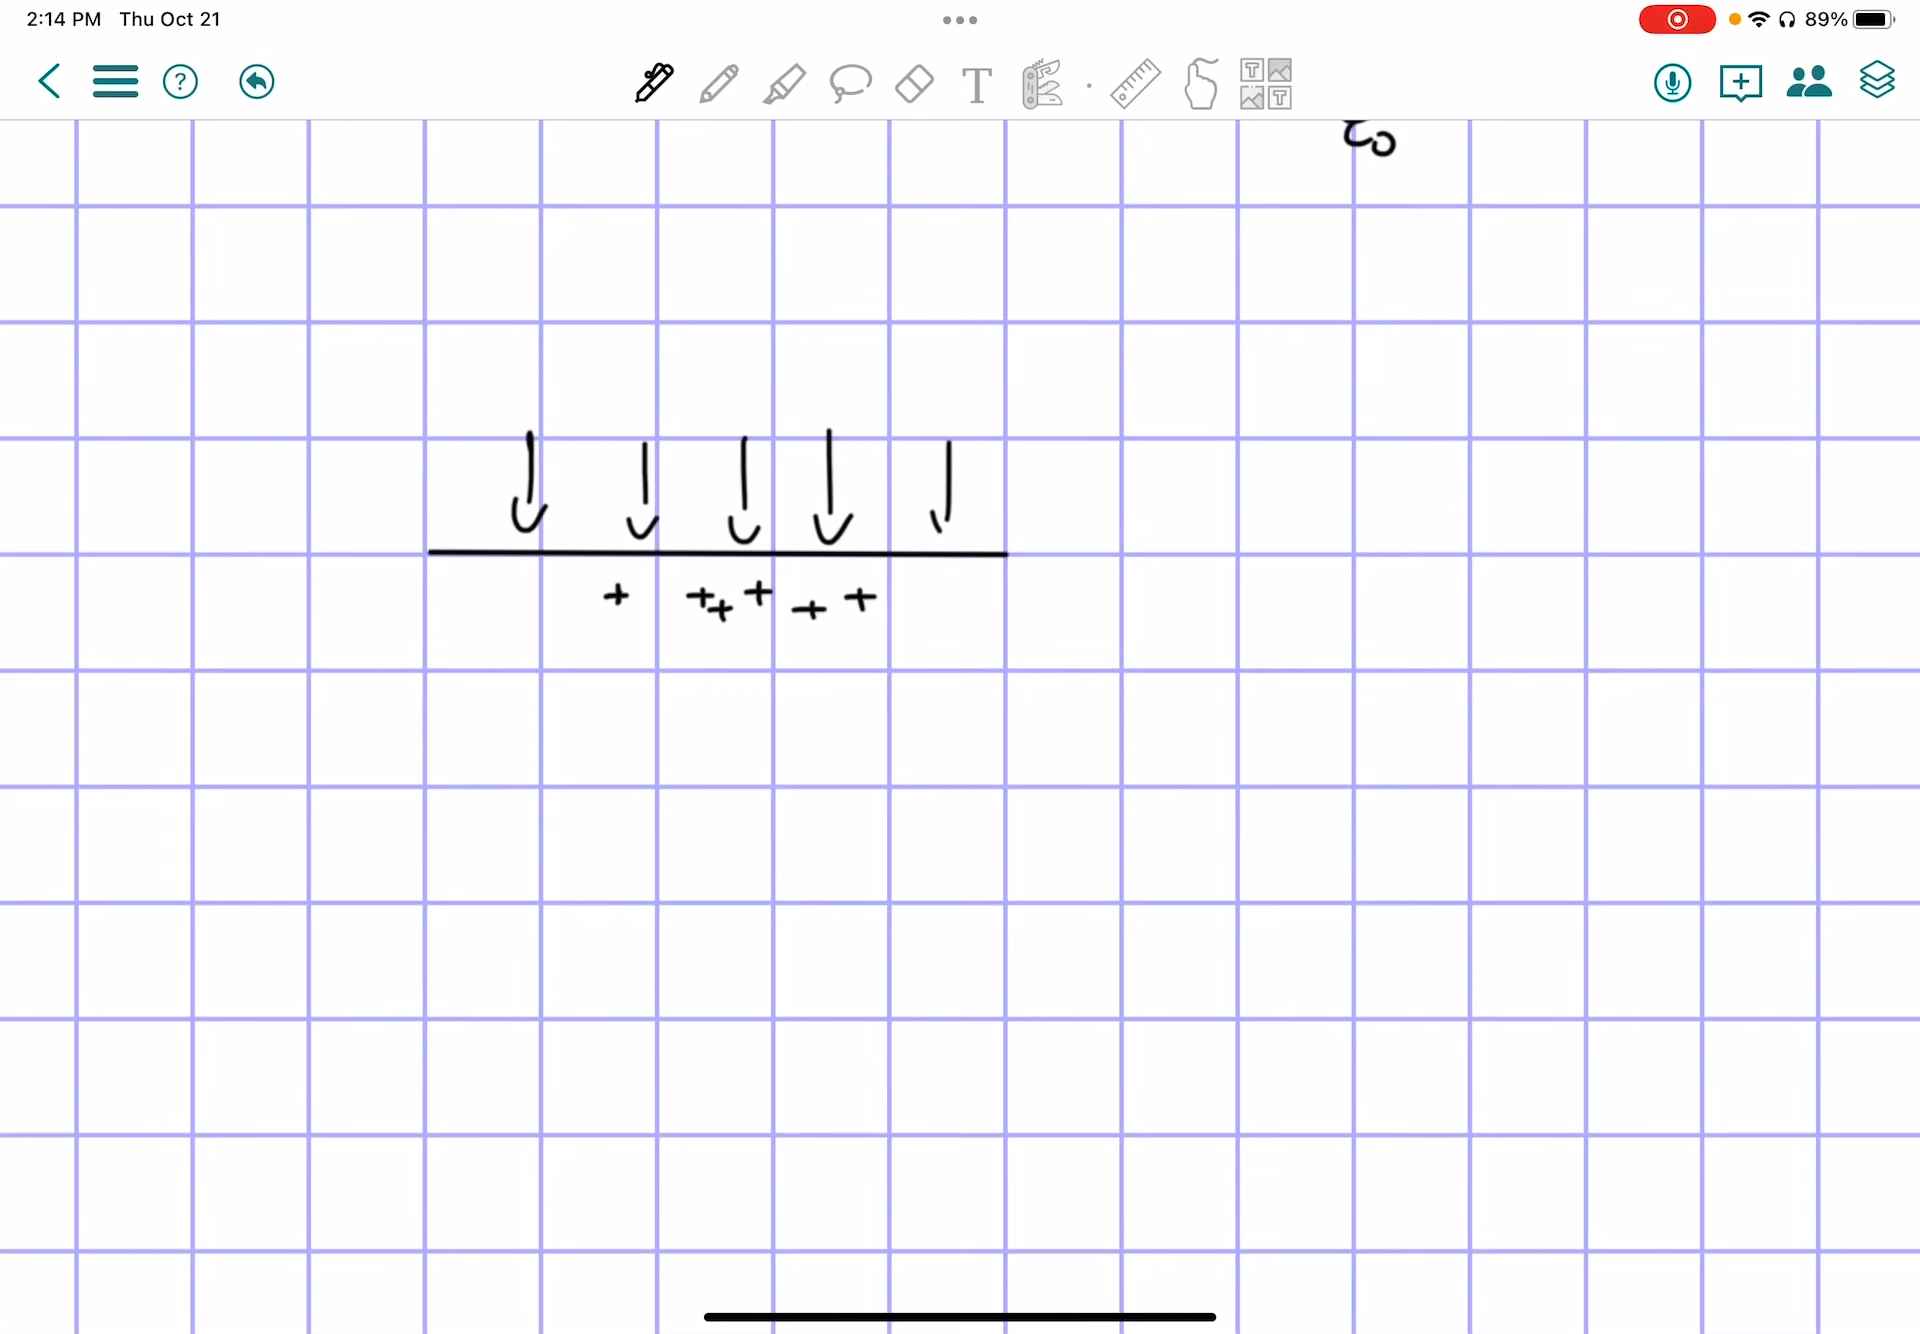 2:14 PM Thu Oct 21
89%
ε₀
+ + + + + +